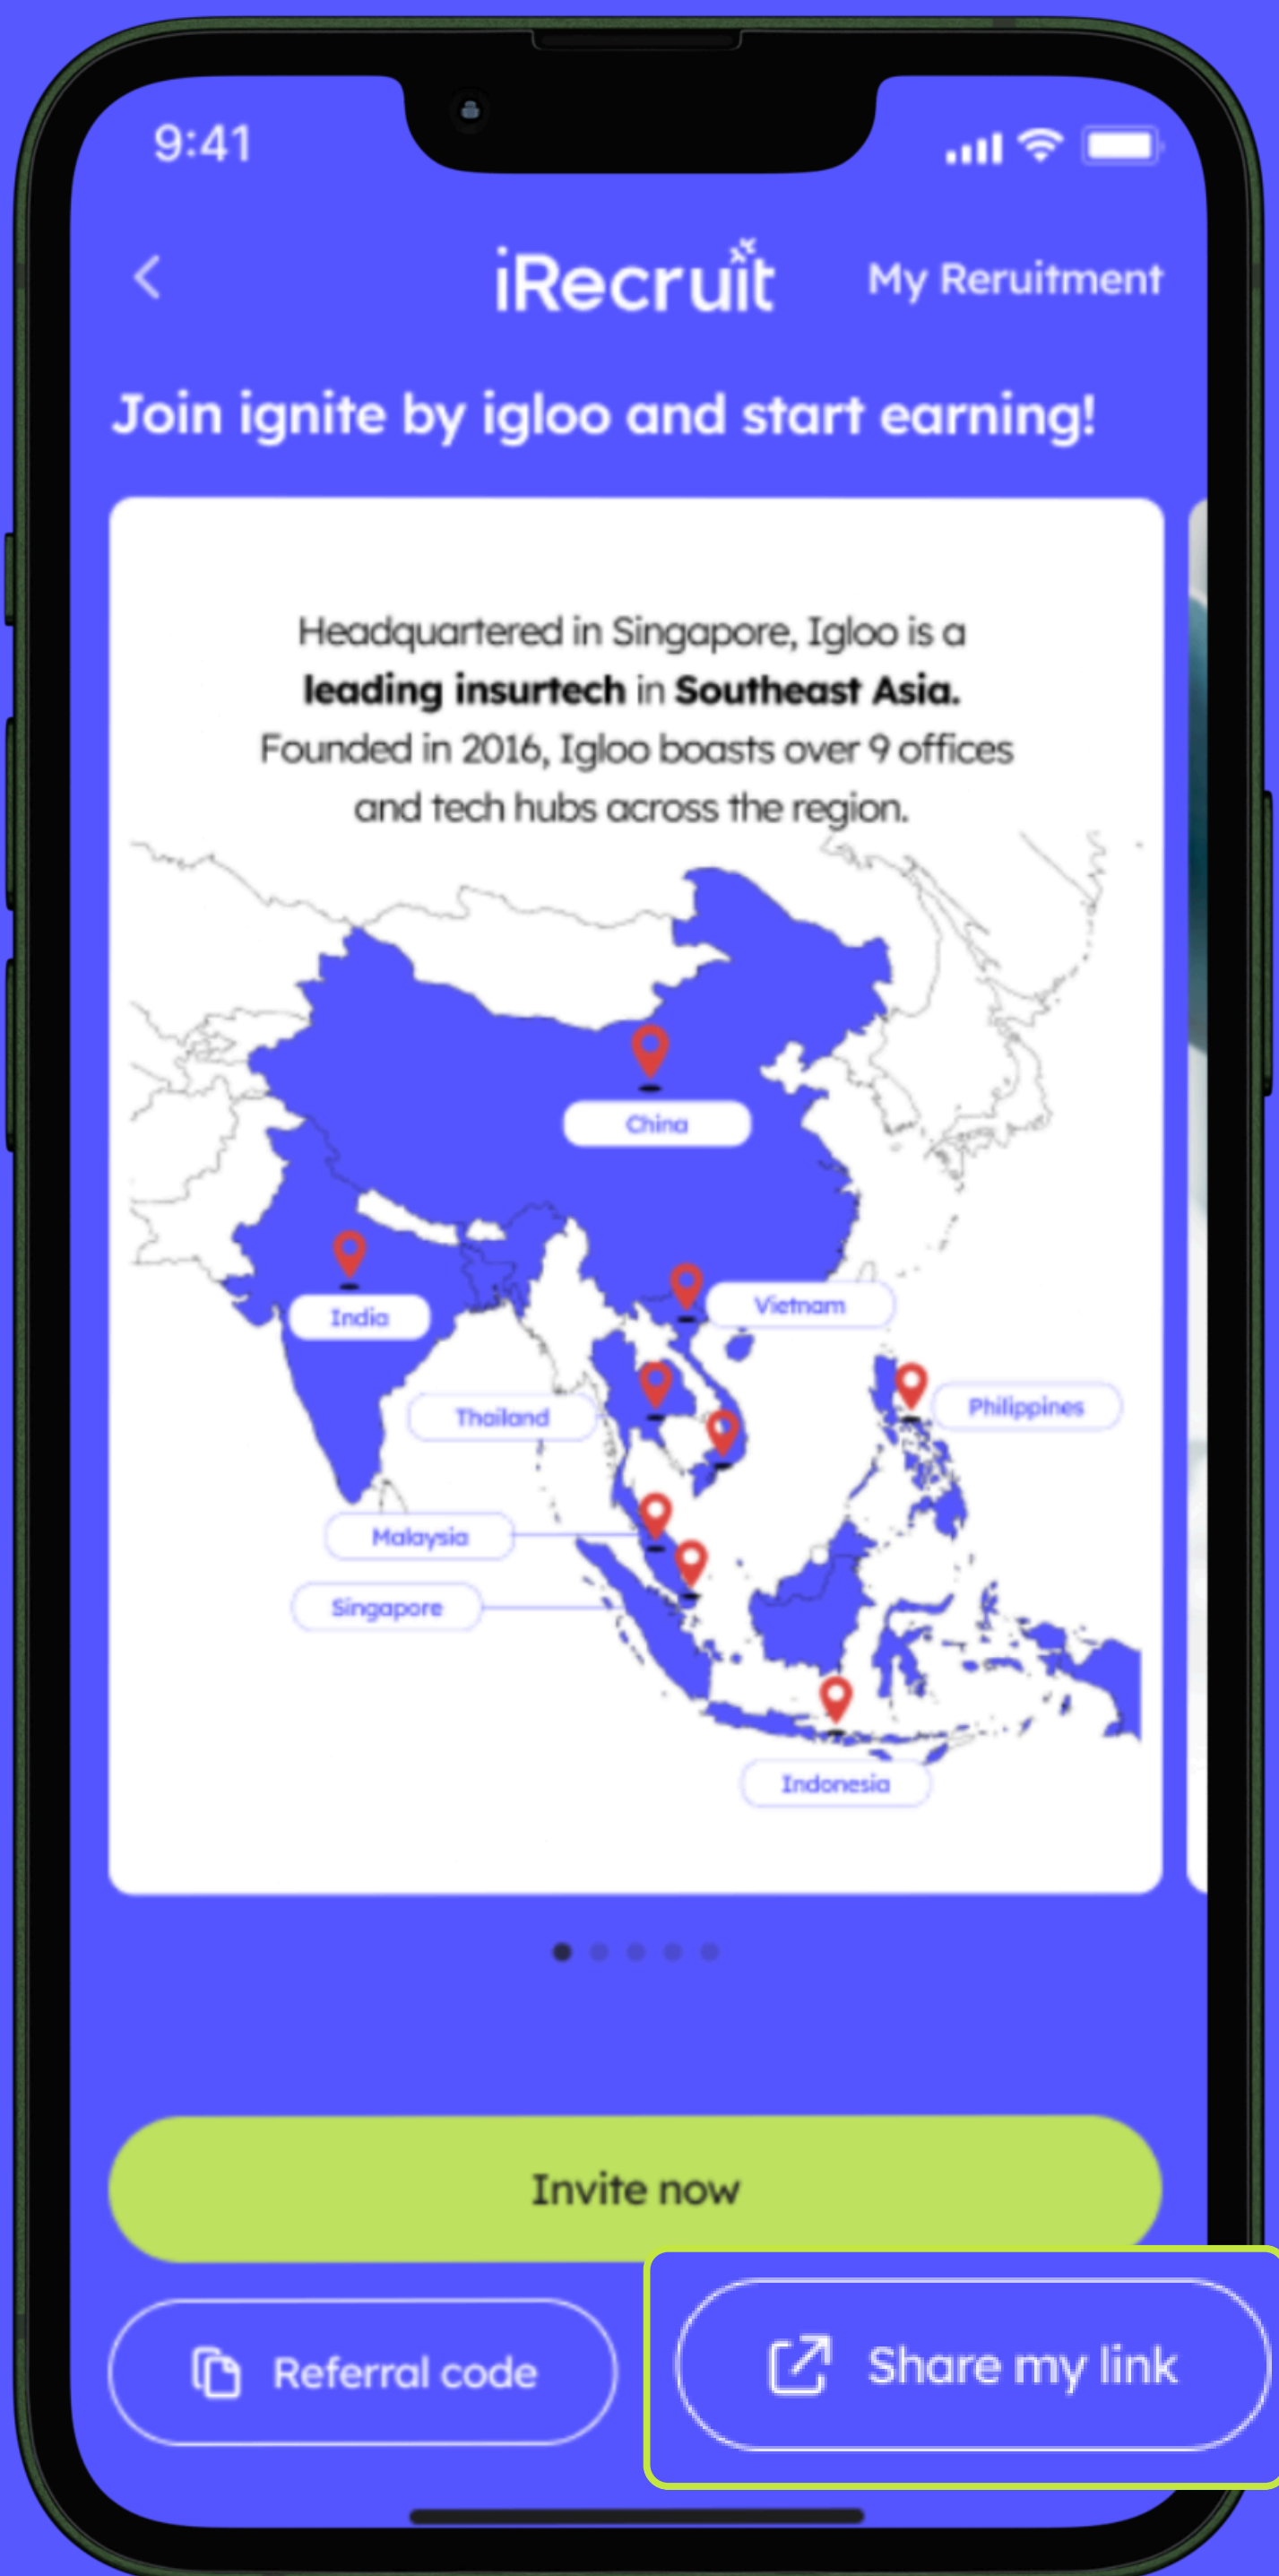 9:41
iRecruit
My Reruitment
Join ignite by igloo and start earning!
Headquartered in Singapore, Igloo is a
leading insurtech in Southeast Asia.
Founded in 2016, Igloo boasts over 9 offices
and tech hubs across the region.
China
India
Vietnam
Thailand
Philippines
Malaysia
Singapore
Indonesia
Invite now
Referral code
Share my link